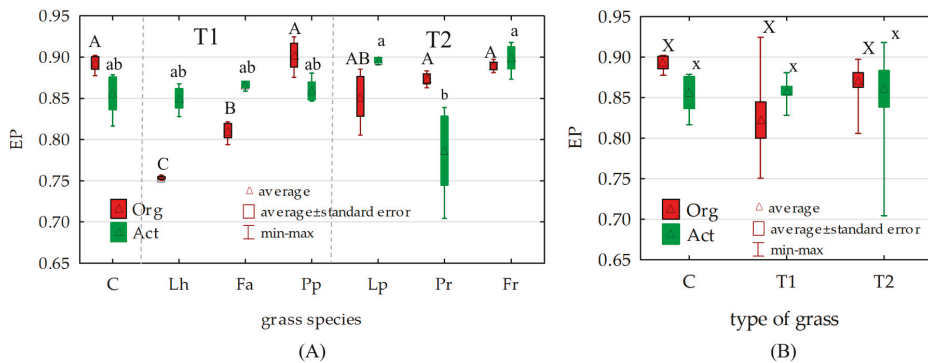 0.95
0.90
0.85
0.80
0.75
0.70
0.65
EP
T1
T2
A
ab
C
ab
B
ab
A
ab
AB
a
A
b
A
a
Org
Act
average
average±standard error
min-max
C
Lh
Fa
Pp
Lp
Pr
Fr
grass species
(A)
0.95
0.90
0.85
0.80
0.75
0.70
0.65
EP
X
x
X
x
X
x
Org
Act
average
average±standard error
min-max
C
T1
T2
type of grass
(B)